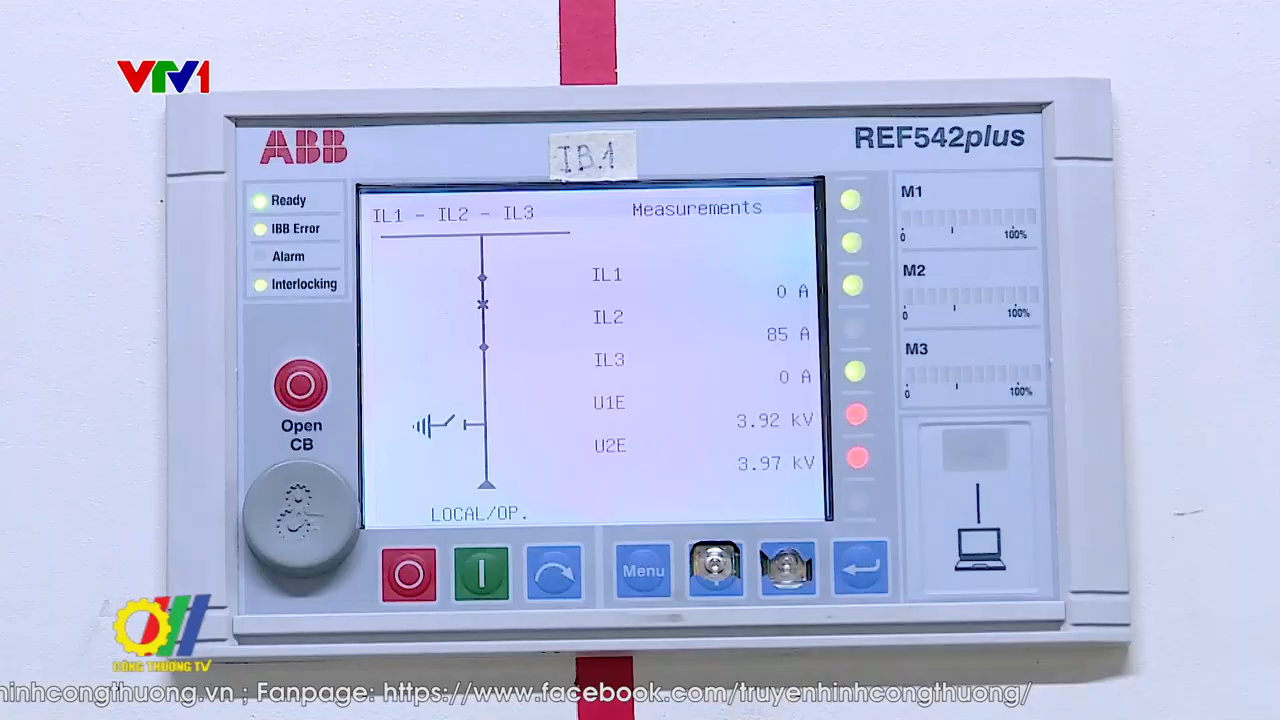 VTV1
ABB
IB.1
REF542plus
Ready
IBB Error
Alarm
Interlocking
Open
CB
IL1 - IL2 - IL3
Measurements
IL1
0 A
IL2
85 A
IL3
0 A
U1E
3.92 kV
U2E
3.97 kV
LOCAL/OP.
M1
0
100%
M2
0
100%
M3
0
100%
Menu
CÔNG THƯƠNG TV
hinhcongthuong.vn ; Fanpage: https://www.facebook.com/truyenhinhcongthuong/